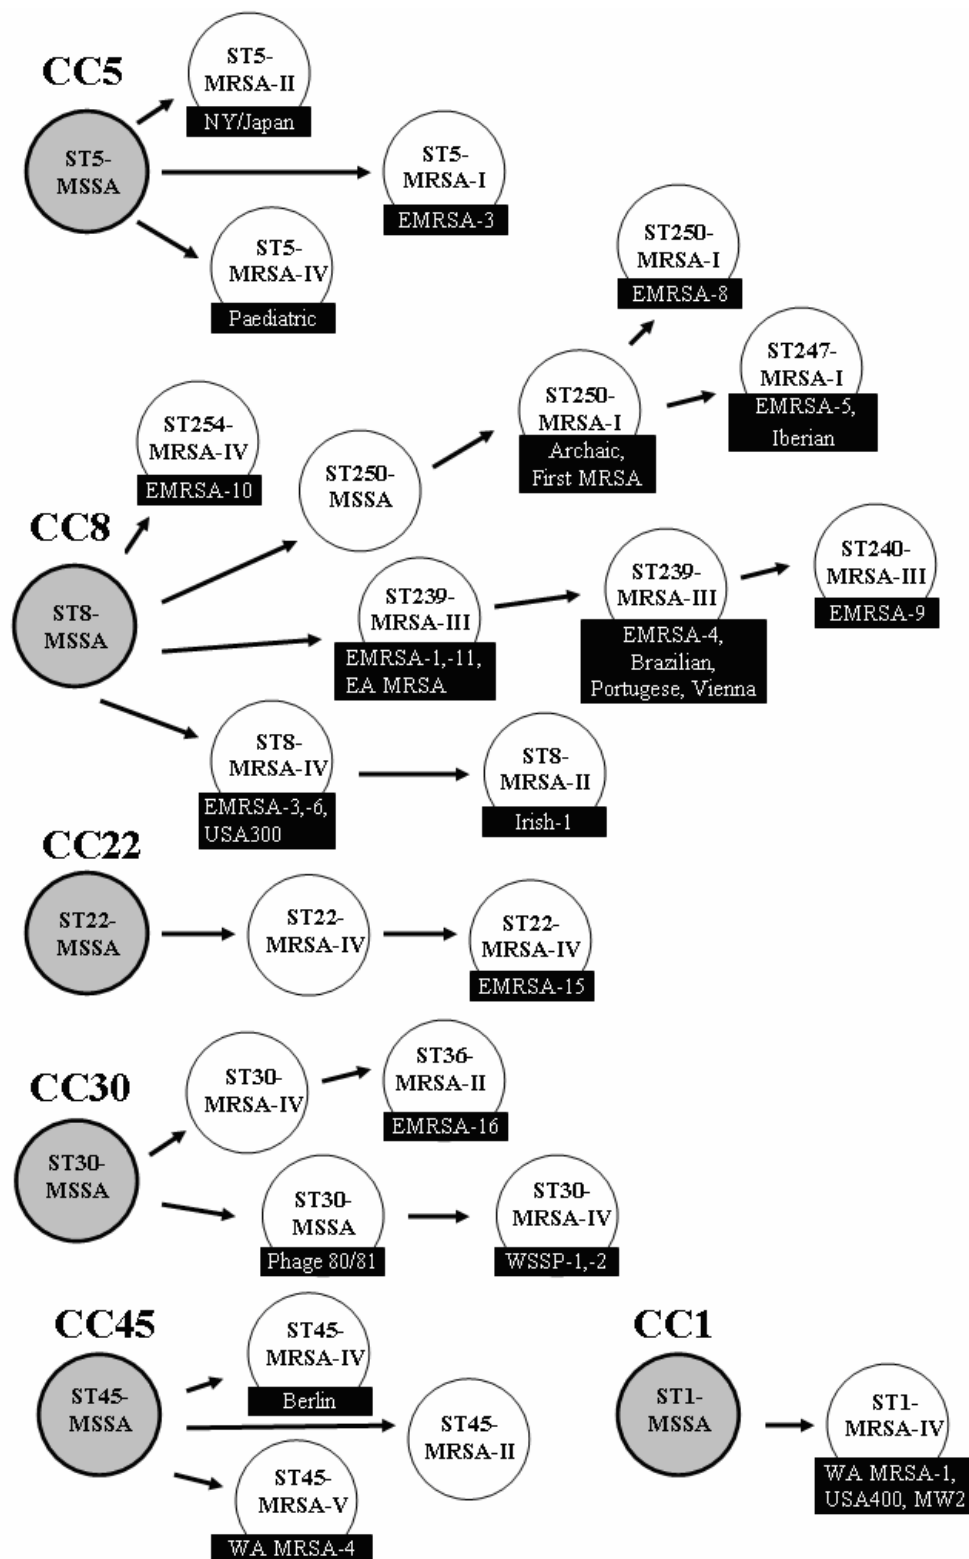 CC5
ST5-
MSSA
ST5-
MRSA-II
NY/Japan
ST5-
MRSA-I
EMRSA-3
ST5-
MRSA-IV
Paediatric
CC8
ST8-
MSSA
ST254-
MRSA-IV
EMRSA-10
ST250-
MSSA
ST250-
MRSA-I
Archaic,
First MRSA
ST250-
MRSA-I
EMRSA-8
ST247-
MRSA-I
EMRSA-5,
Iberian
ST239-
MRSA-III
EMRSA-1,-11,
EA MRSA
ST239-
MRSA-III
EMRSA-4,
Brazilian,
Portugese, Vienna
ST240-
MRSA-III
EMRSA-9
ST8-
MRSA-IV
EMRSA-3,-6,
USA300
ST8-
MRSA-II
Irish-1
CC22
ST22-
MSSA
ST22-
MRSA-IV
ST22-
MRSA-IV
EMRSA-15
CC30
ST30-
MSSA
ST30-
MRSA-IV
ST36-
MRSA-II
EMRSA-16
ST30-
MSSA
Phage 80/81
ST30-
MRSA-IV
WSSP-1,-2
CC45
ST45-
MSSA
ST45-
MRSA-IV
Berlin
ST45-
MRSA-II
ST45-
MRSA-V
WA MRSA-4
CC1
ST1-
MSSA
ST1-
MRSA-IV
WA MRSA-1,
USA400, MW2